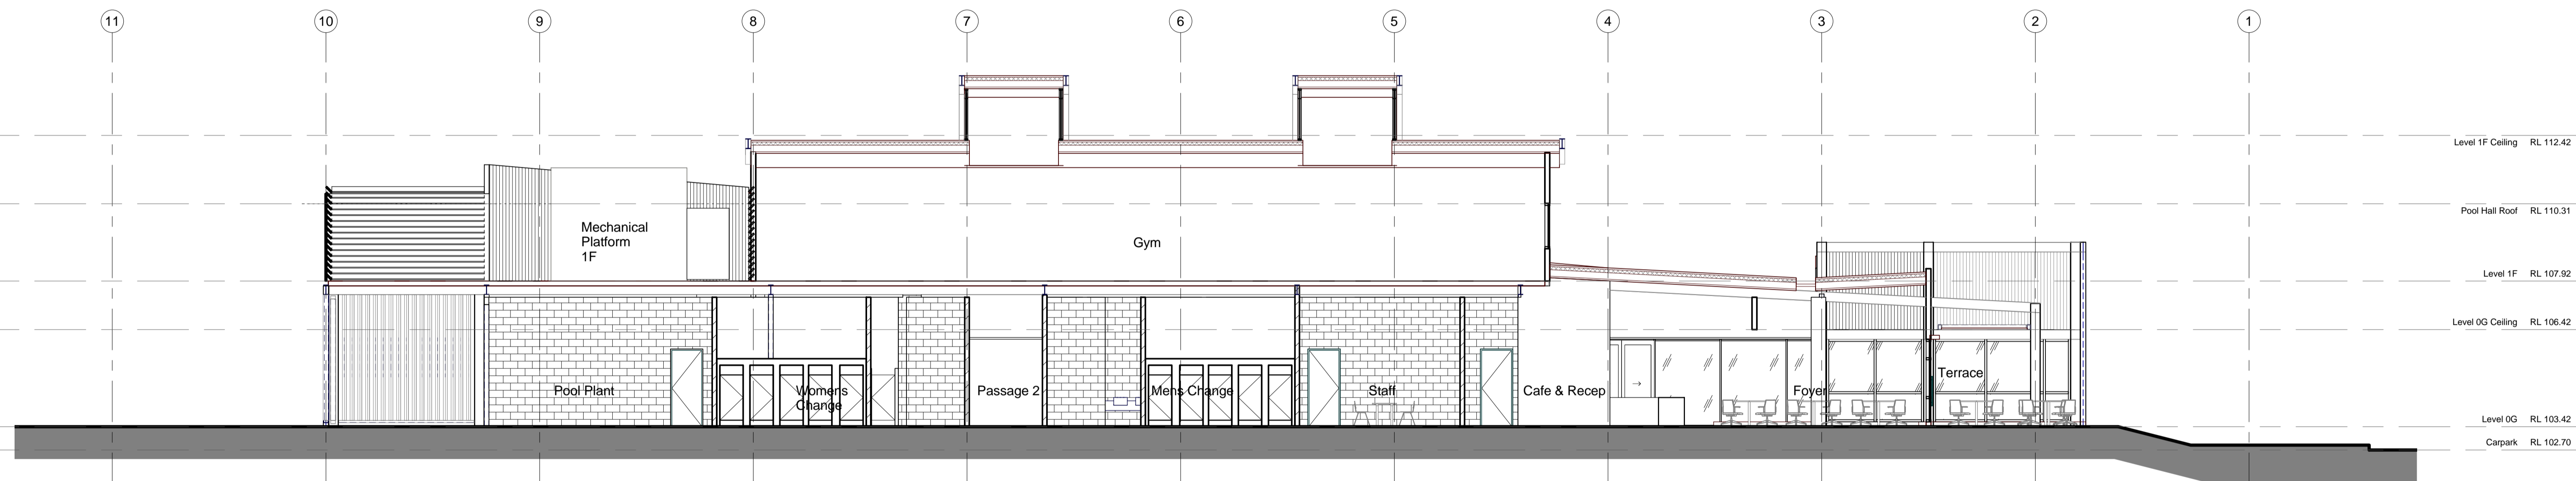 11
10
9
8
7
6
5
4
3
2
1
Level 1F Ceiling RL 112.42
Pool Hall Roof RL 110.31
Mechanical
Platform
1F
Gym
Level 1F RL 107.92
Level 0G Ceiling RL 106.42
Pool Plant
Womens
Change
Passage 2
Mens Change
Staff
Cafe & Recep
Foyer
Terrace
Level 0G RL 103.42
Carpark RL 102.70